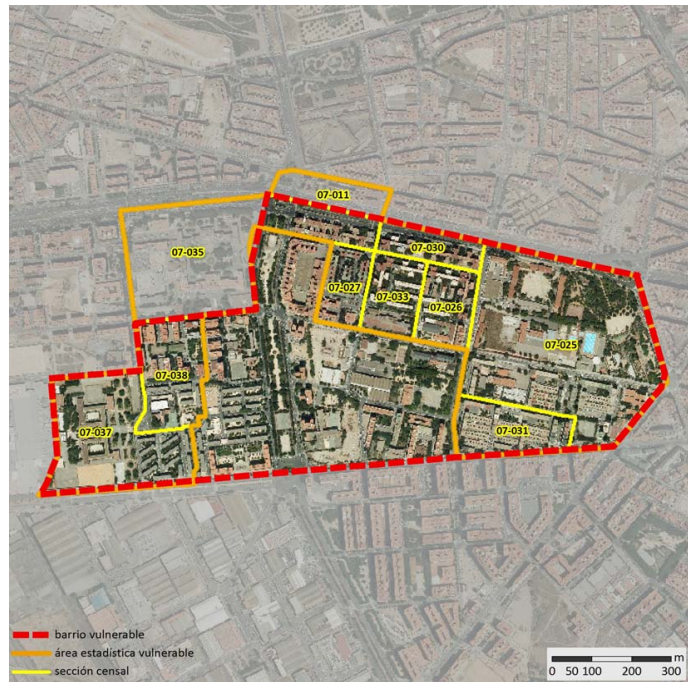 07-011
07-035
07-030
07-027
07-033
07-026
07-025
07-038
07-037
07-031
barrio vulnerable
área estadística vulnerable
sección censal
m
0 50 100 200 300